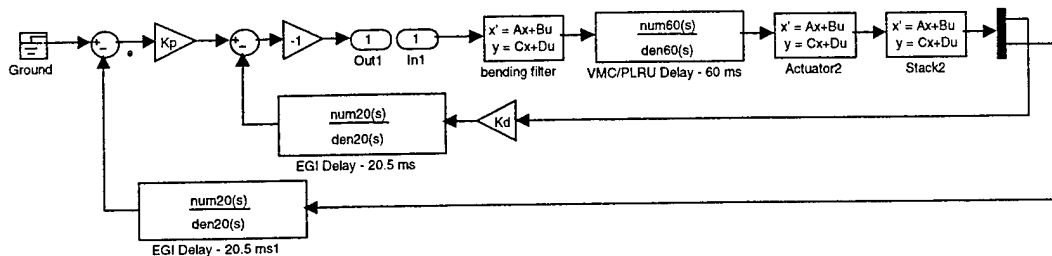 Ground
Kp
-1
1
Out1
1
In1
x' = Ax+Bu
y = Cx+Du
bending filter
num60(s)
den60(s)
VMC/PLRU Delay - 60 ms
x' = Ax+Bu
y = Cx+Du
Actuator2
x' = Ax+Bu
y = Cx+Du
Stack2
num20(s)
den20(s)
EGI Delay - 20.5 ms
Kd
num20(s)
den20(s)
EGI Delay - 20.5 ms1